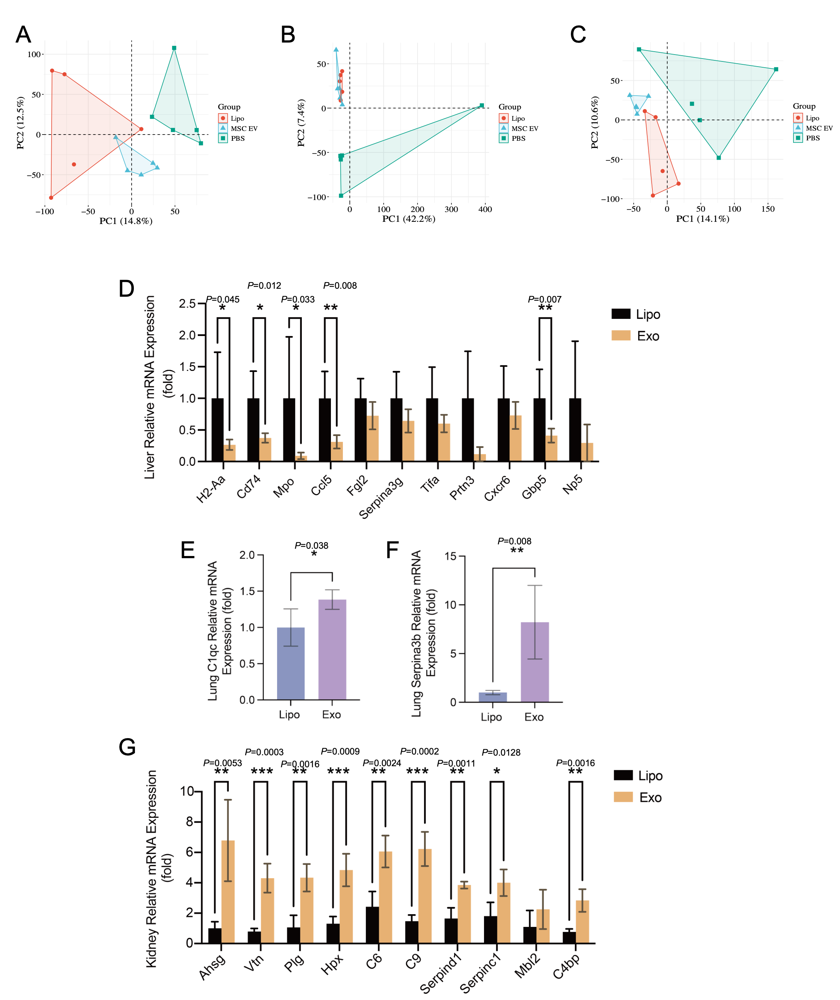 A
100
50
0
−50
−100
−50
0
50
PC1 (14.8%)
PC2 (12.5%)
Group
Lipo
MSC EV
PBS
B
50
0
−50
−100
0
100
200
300
400
PC1 (42.2%)
PC2 (7.4%)
Group
Lipo
MSC EV
PBS
C
50
0
−50
−100
−50
0
50
100
150
PC1 (14.1%)
PC2 (10.6%)
Group
Lipo
MSC EV
PBS
D
Liver Relative mRNA Expression
(fold)
2.5
2.0
1.5
1.0
0.5
0.0
P=0.045
*
P=0.012
*
P=0.033
*
P=0.008
**
P=0.007
**
H2-Aa
Cd74
Mpo
Ccl5
Fgl2
Serpina3g
Tifa
Prtn3
Cxcr6
Gbp5
Np5
Lipo
Exo
E
Lung C1qc Relative mRNA
Expression (fold)
P=0.038
*
2.0
1.5
1.0
0.5
0.0
Lipo
Exo
F
Lung Serpina3b Relative mRNA
Expression (fold)
P=0.008
**
15
10
5
0
Lipo
Exo
G
Kidney Relative mRNA Expression
(fold)
10
8
6
4
2
0
P=0.0053
**
P=0.0003
***
P=0.0016
**
P=0.0009
***
P=0.0024
**
P=0.0002
***
P=0.0011
**
P=0.0128
*
P=0.0016
**
Ahsg
Vtn
Plg
Hpx
C6
C9
Serpind1
Serpinc1
Mbl2
C4bp
Lipo
Exo